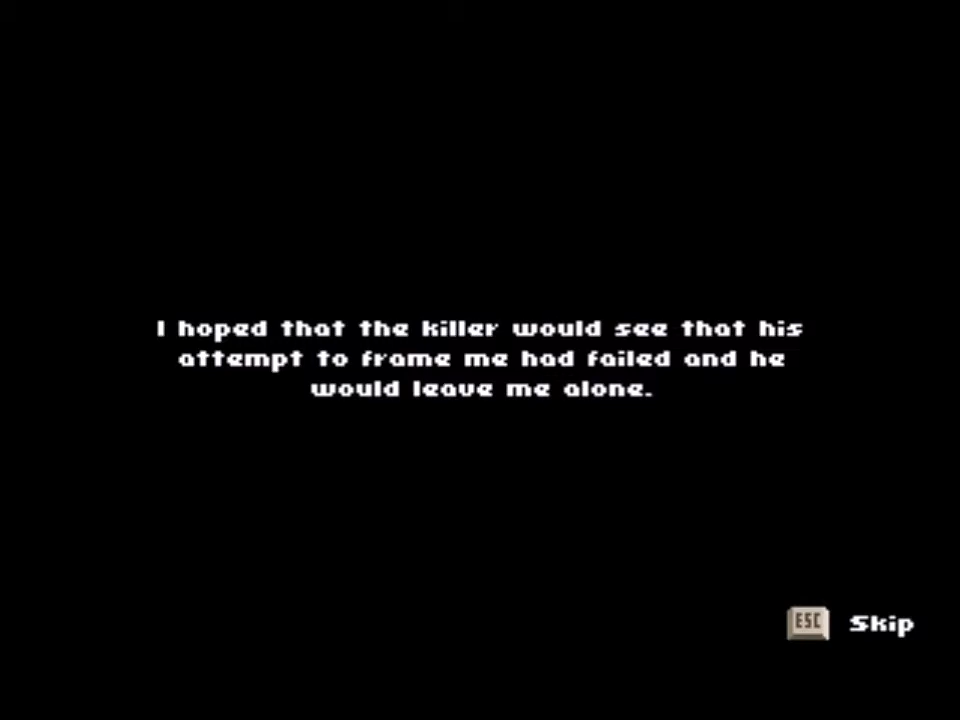 I hoped that the killer would see that his
attempt to frame me had failed and he
would leave me alone.
ESC Skip